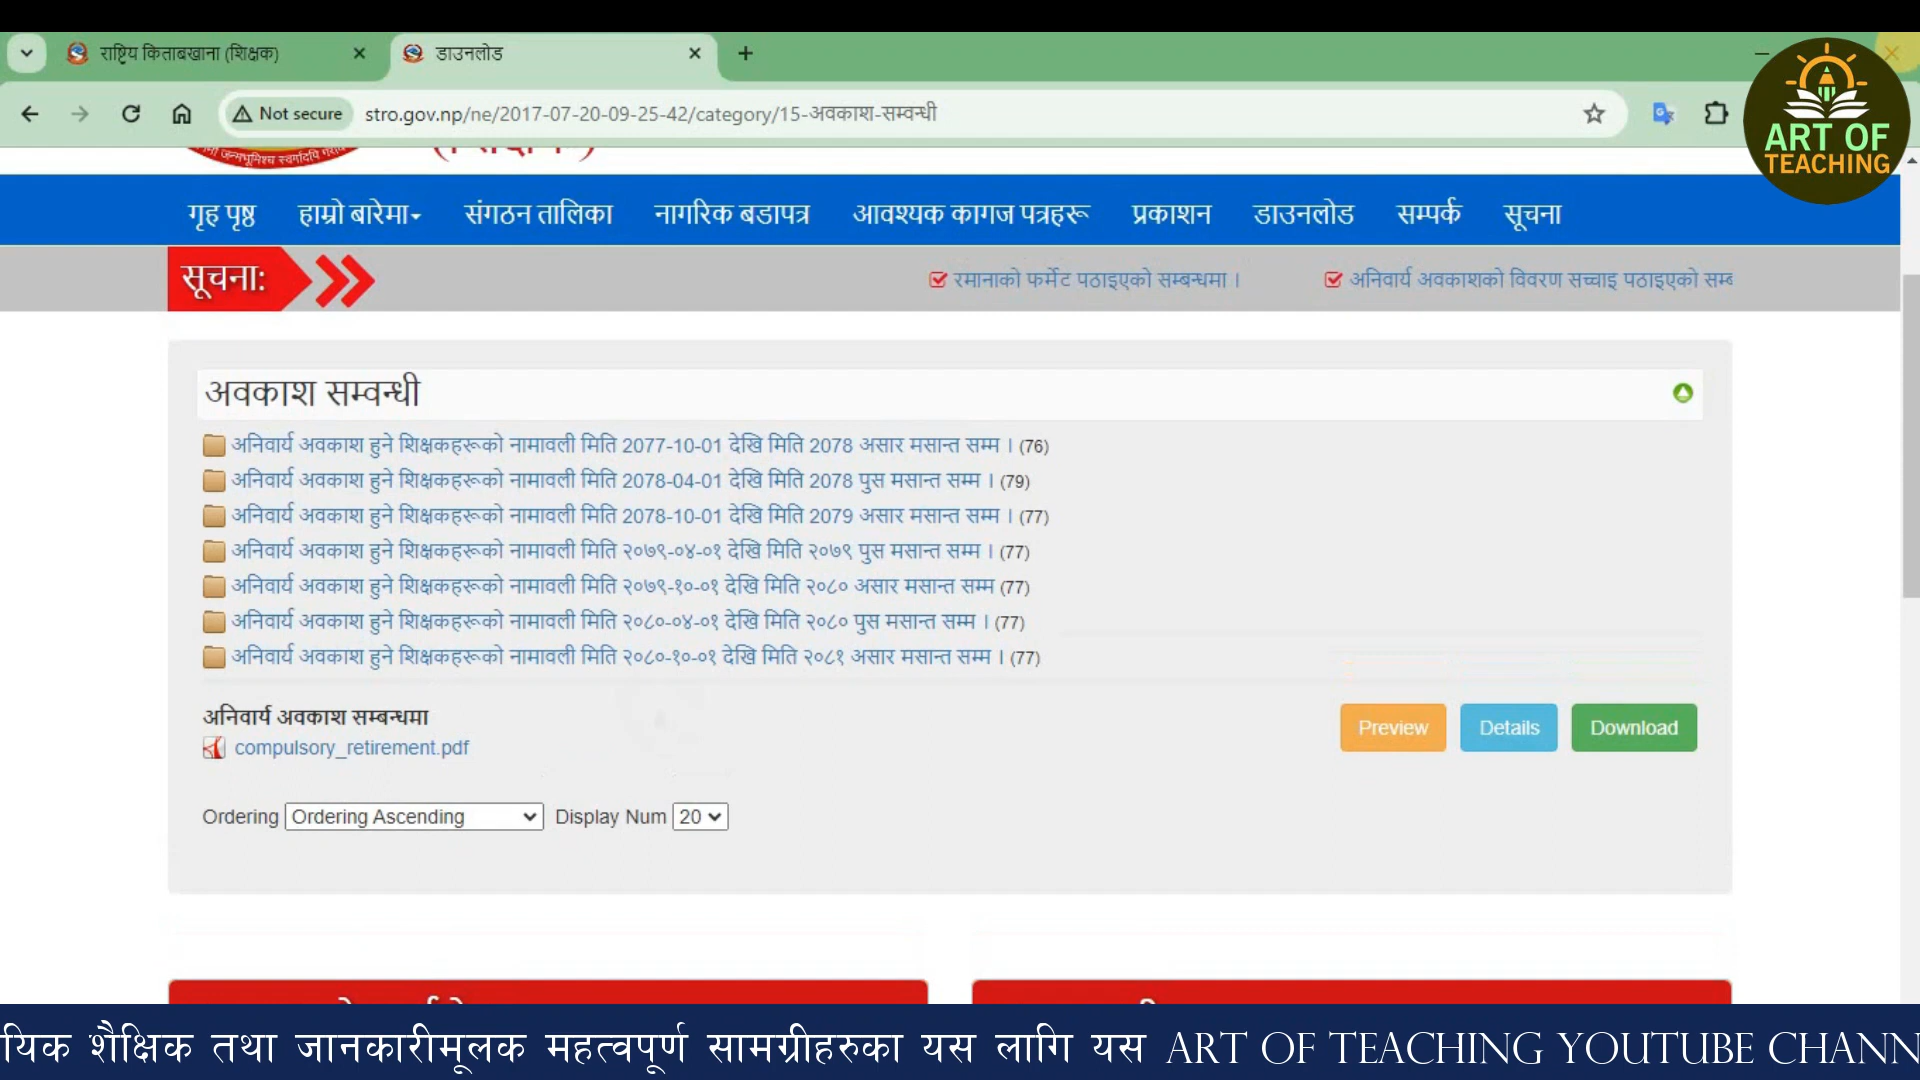 राष्ट्रिय किताबखाना (शिक्षक)
डाउनलोड
Not secure
stro.gov.np/ne/2017-07-20-09-25-42/category/15-अवकाश-सम्वन्धी
ART OF
TEACHING
गृह पृष्ठ
हाम्रो बारेमा
संगठन तालिका
नागरिक बडापत्र
आवश्यक कागज पत्रहरू
प्रकाशन
डाउनलोड
सम्पर्क
सूचना
सूचना:
रमानाको फर्मेट पठाइएको सम्बन्धमा ।
अनिवार्य अवकाशको विवरण सच्चाइ पठाइएको सम्ब
अवकाश सम्वन्धी
अनिवार्य अवकाश हुने शिक्षकहरूको नामावली मिति 2077-10-01 देखि मिति 2078 असार मसान्त सम्म । (76)
अनिवार्य अवकाश हुने शिक्षकहरूको नामावली मिति 2078-04-01 देखि मिति 2078 पुस मसान्त सम्म । (79)
अनिवार्य अवकाश हुने शिक्षकहरूको नामावली मिति 2078-10-01 देखि मिति 2079 असार मसान्त सम्म । (77)
अनिवार्य अवकाश हुने शिक्षकहरूको नामावली मिति २०७९-०४-०१ देखि मिति २०७९ पुस मसान्त सम्म । (77)
अनिवार्य अवकाश हुने शिक्षकहरूको नामावली मिति २०७९-१०-०१ देखि मिति २०८० असार मसान्त सम्म (77)
अनिवार्य अवकाश हुने शिक्षकहरूको नामावली मिति २०८०-०४-०१ देखि मिति २०८० पुस मसान्त सम्म । (77)
अनिवार्य अवकाश हुने शिक्षकहरूको नामावली मिति २०८०-१०-०१ देखि मिति २०८१ असार मसान्त सम्म । (77)
अनिवार्य अवकाश सम्बन्धमा
compulsory_retirement.pdf
Preview
Details
Download
Ordering Ordering Ascending Display Num 20
यिक शैक्षिक तथा जानकारीमूलक महत्वपूर्ण सामग्रीहरुका यस लागि यस ART OF TEACHING YOUTUBE CHANN